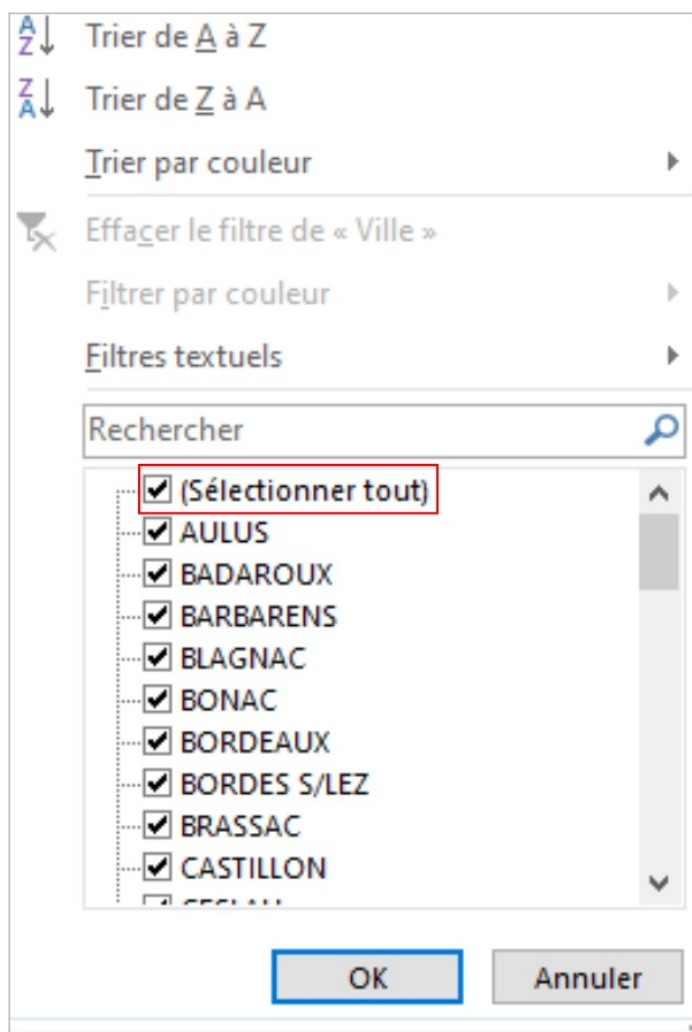 Trier de A à Z
Trier de Z à A
Trier par couleur
Effacer le filtre de « Ville »
Filtrer par couleur
Filtres textuels
Rechercher
(Sélectionner tout)
AULUS
BADAROUX
BARBARENS
BLAGNAC
BONAC
BORDEAUX
BORDES S/LEZ
BRASSAC
CASTILLON
OK Annuler